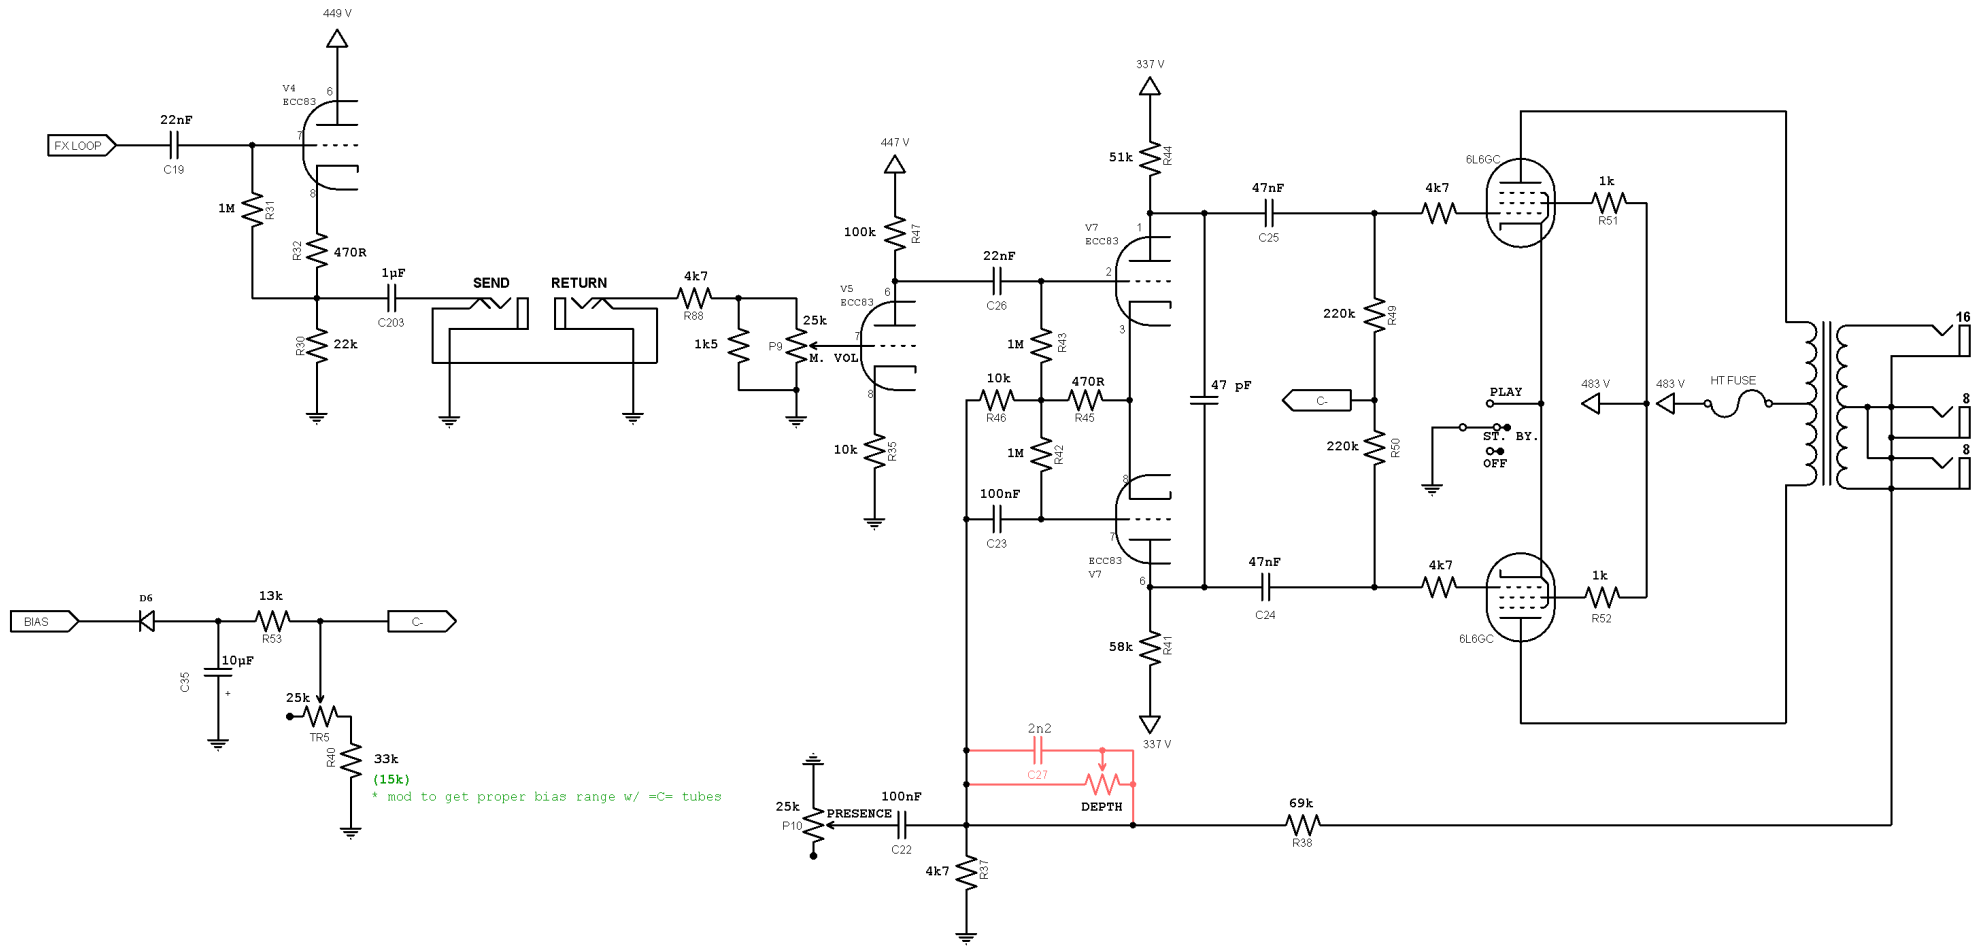 449 V
V4
ECC83
6
7
8
FX LOOP
22nF
C19
1M
R31
R32
470R
1µF
C203
R30
22k
SEND
RETURN
4k7
R88
1k5
25k
P9
M. VOL
447 V
100k
R47
V5
ECC83
6
7
8
10k
R35
22nF
C26
1M
R43
10k
R46
470R
R45
1M
R42
100nF
C23
337 V
51k
R44
V7
ECC83
1
2
3
8
7
ECC83
V7
6
58k
R41
337 V
47 pF
47nF
C25
47nF
C24
220k
R49
C-
220k
R50
4k7
6L6GC
1k
R51
PLAY
ST. BY.
OFF
483 V
483 V
HT FUSE
4k7
6L6GC
1k
R52
16
8
8
BIAS
D6
13k
R53
C-
10µF
C35
+
25k
TR5
R40
33k
(15k)
* mod to get proper bias range w/ =C= tubes
2n2
C27
DEPTH
25k
P10
PRESENCE
100nF
C22
4k7
R37
69k
R38